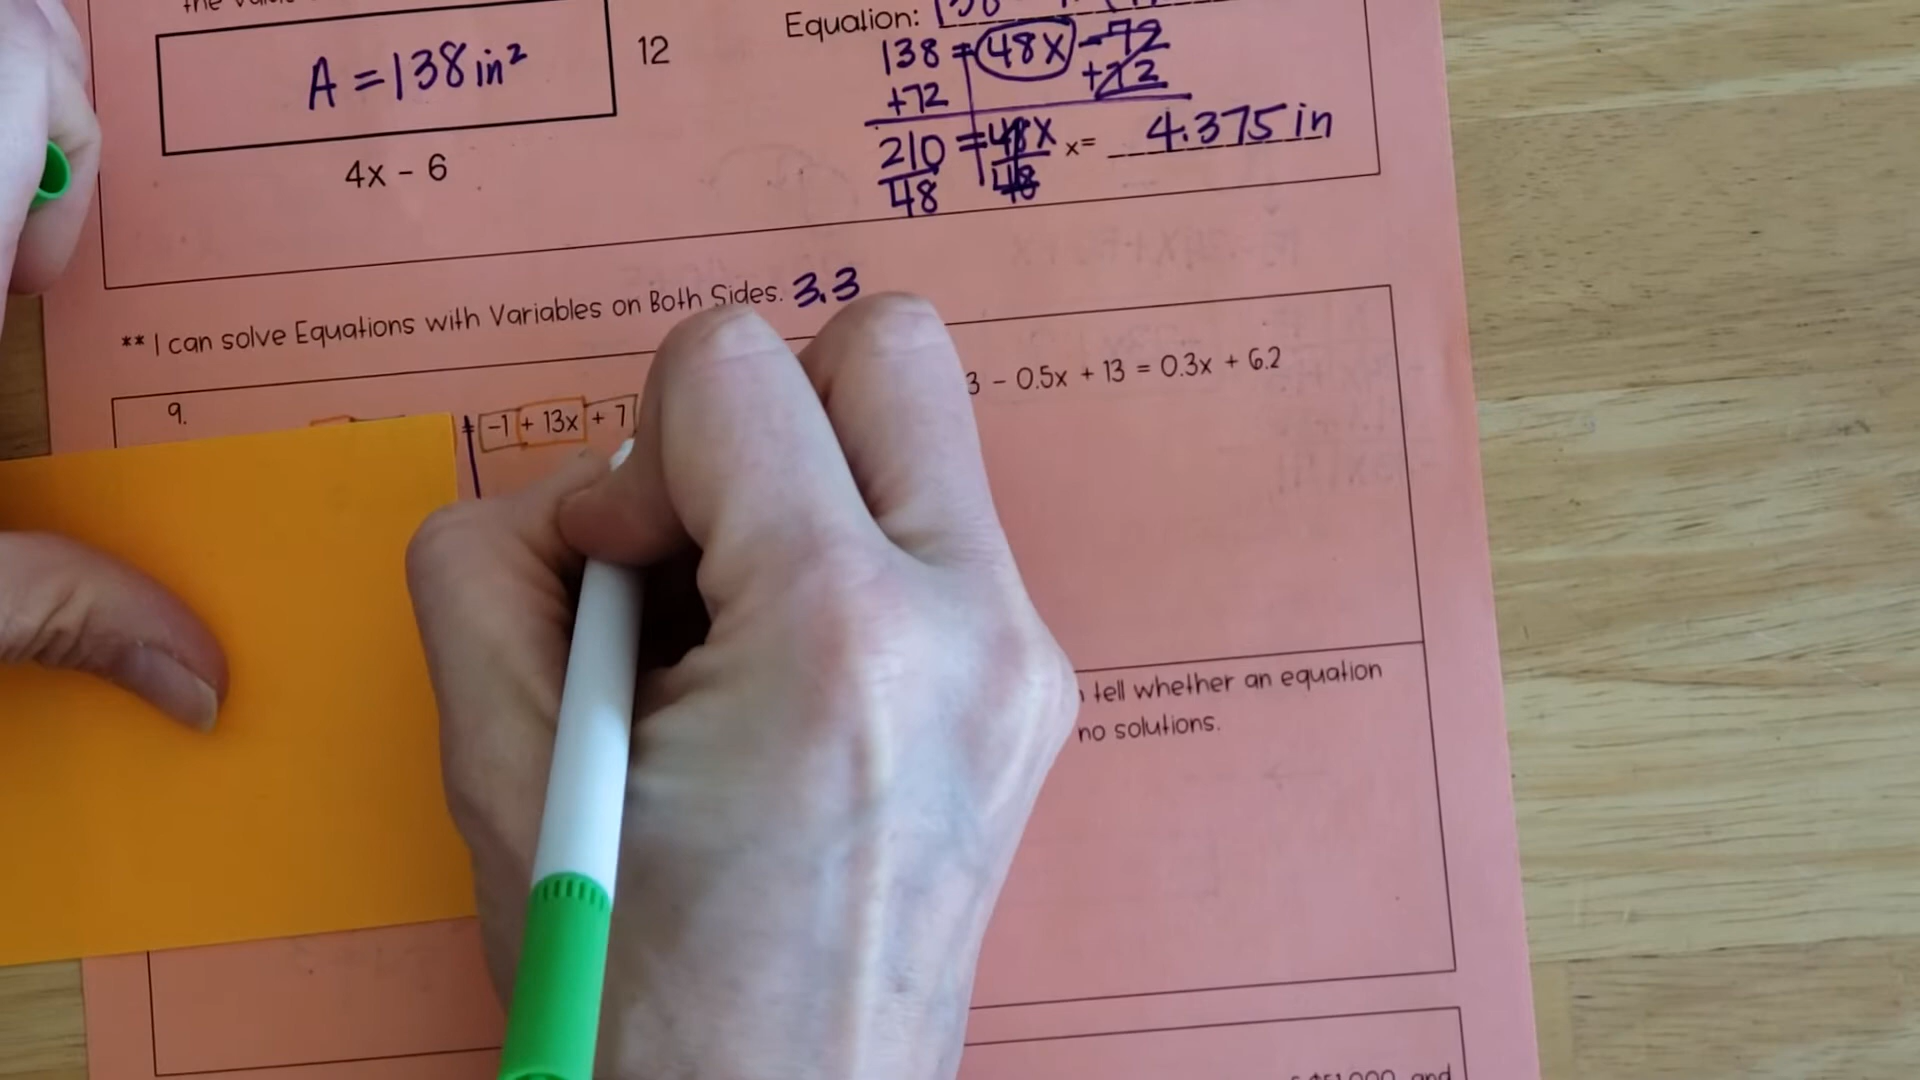 the
A = 138 in²
12
4x - 6
Equation:
138 = 48x - 72
+72 +72
210 = 48x
48 48
x= 4.375 in
** I can solve Equations with Variables on Both Sides. 3.3
9.
= -1 + 13x + 7
3 - 0.5x + 13 = 0.3x + 6.2
tell whether an equation
no solutions.
and